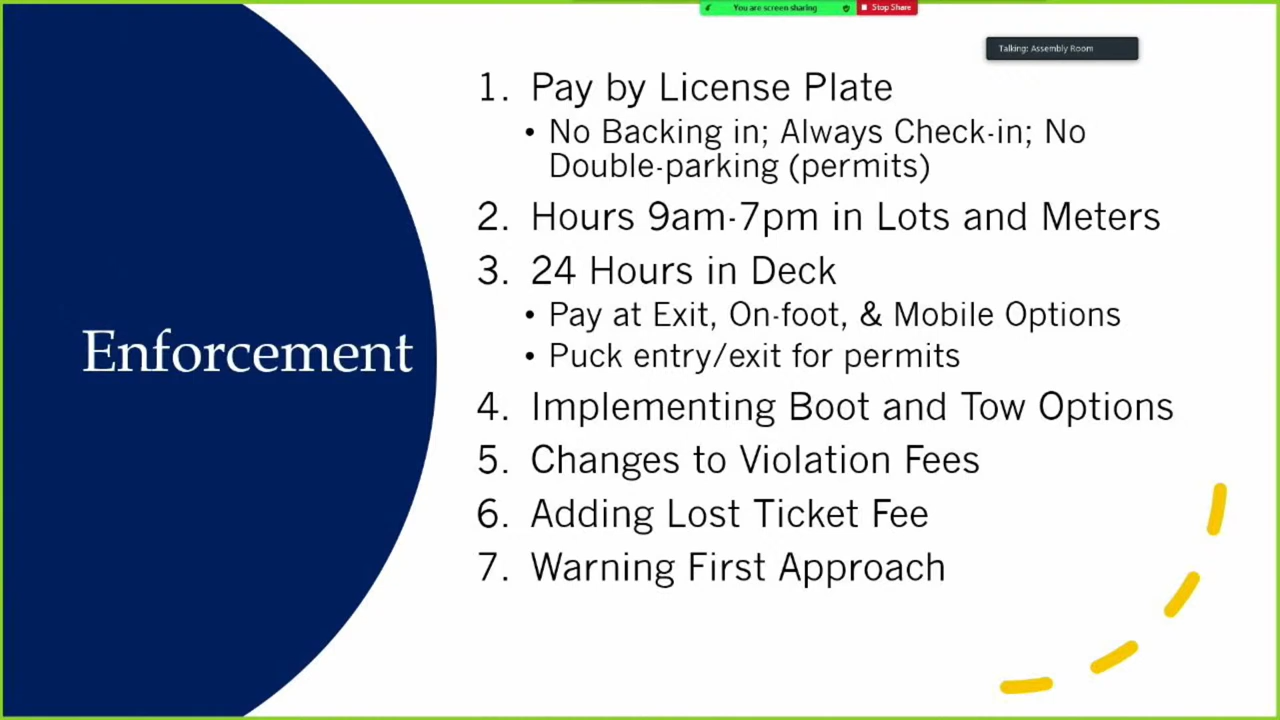 You are screen sharing
Stop Share
Talking: Assembly Room
Enforcement
1. Pay by License Plate
• No Backing in; Always Check-in; No
Double-parking (permits)
2. Hours 9am-7pm in Lots and Meters
3. 24 Hours in Deck
• Pay at Exit, On-foot, & Mobile Options
• Puck entry/exit for permits
4. Implementing Boot and Tow Options
5. Changes to Violation Fees
6. Adding Lost Ticket Fee
7. Warning First Approach